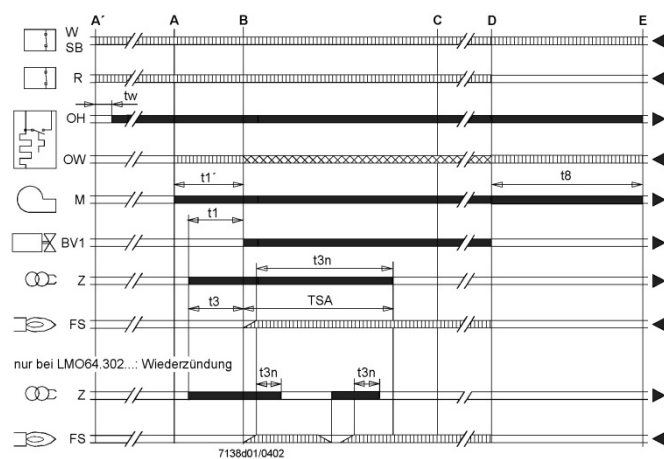 A´ A B C D E
W
SB
R
tw
OH
OW
t1´ t8
M
t1
BV1
t3n
Z
t3 TSA
FS
nur bei LMO64.302...: Wiederzündung
t3n t3n
Z
FS
7138d01/0402